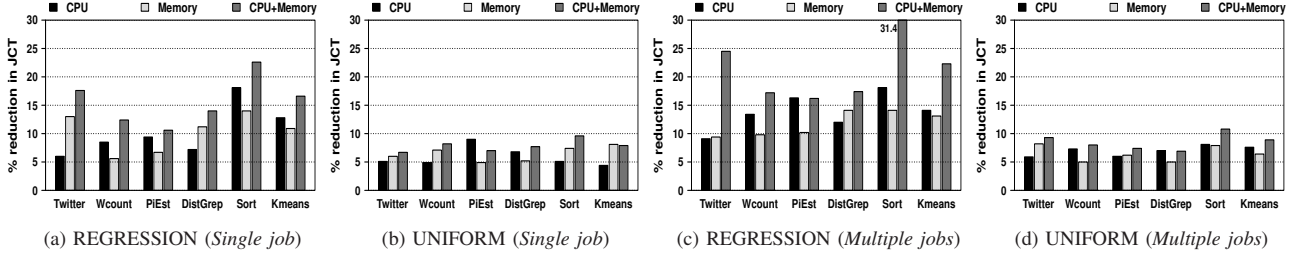 CPU Memory CPU+Memory
% reduction in JCT
30
25
20
15
10
5
0
Twitter Wcount PiEst DistGrep Sort Kmeans
(a) REGRESSION (Single job)
CPU Memory CPU+Memory
% reduction in JCT
30
25
20
15
10
5
0
Twitter Wcount PiEst DistGrep Sort Kmeans
(b) UNIFORM (Single job)
CPU Memory CPU+Memory
% reduction in JCT
30
25
20
15
10
5
0
31.4
Twitter Wcount PiEst DistGrep Sort Kmeans
(c) REGRESSION (Multiple jobs)
CPU Memory CPU+Memory
% reduction in JCT
30
25
20
15
10
5
0
Twitter Wcount PiEst DistGrep Sort Kmeans
(d) UNIFORM (Multiple jobs)